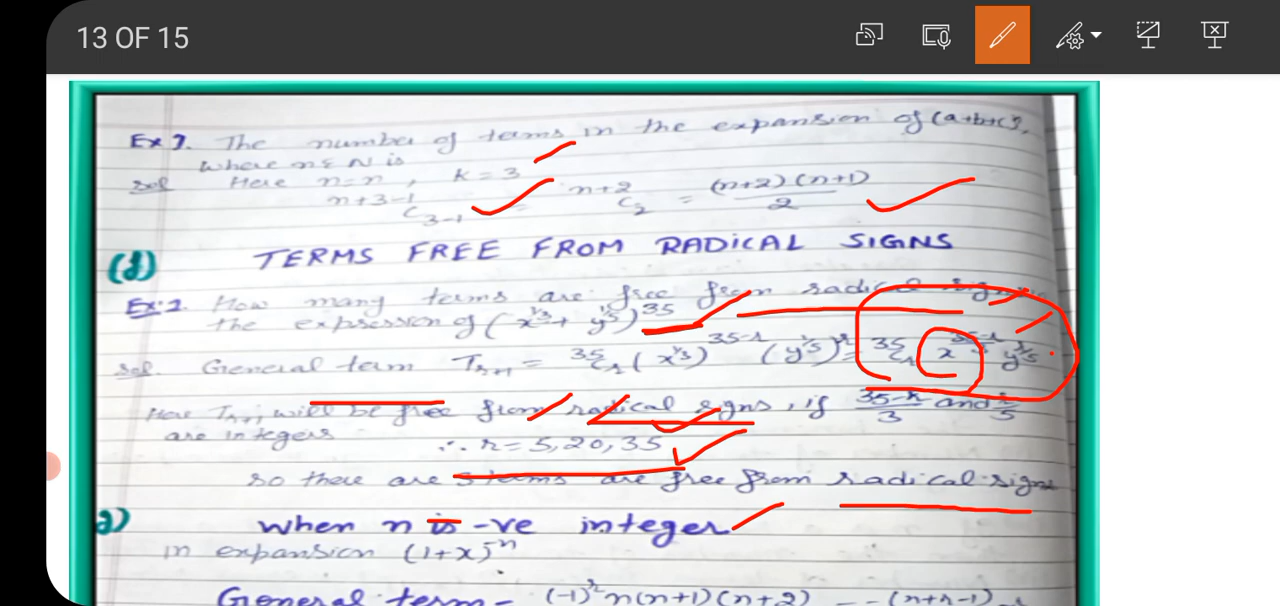 13 OF 15
Ex 1. The number of terms in the expansion of (a+b+c)ⁿ,
where n ∈ N is
Sol Here n=n, k=3
ⁿ⁺³⁻¹C₃₋₁ = ⁿ⁺²C₂ = (n+2)(n+1)/2
(d) TERMS FREE FROM RADICAL SIGNS
Ex:1. How many terms are free from radical signs
the expression of (x^1/3 + y^1/5)^35
Sol. General term T_r+1 = ³⁵C_r (x^1/3)^35-r (y^1/5)^r = ³⁵C_r x^35-r/3 y^r/5
Here T_r+1 will be free from radical signs, if 35-r/3 and r/5
are integers
∴ r = 5, 20, 35
so there are 3 terms are free from radical signs
a) when n is -ve integer
in expansion (1+x)^-n
General term = (-1)^r n(n+1)(n+2) -- (n+r-1)